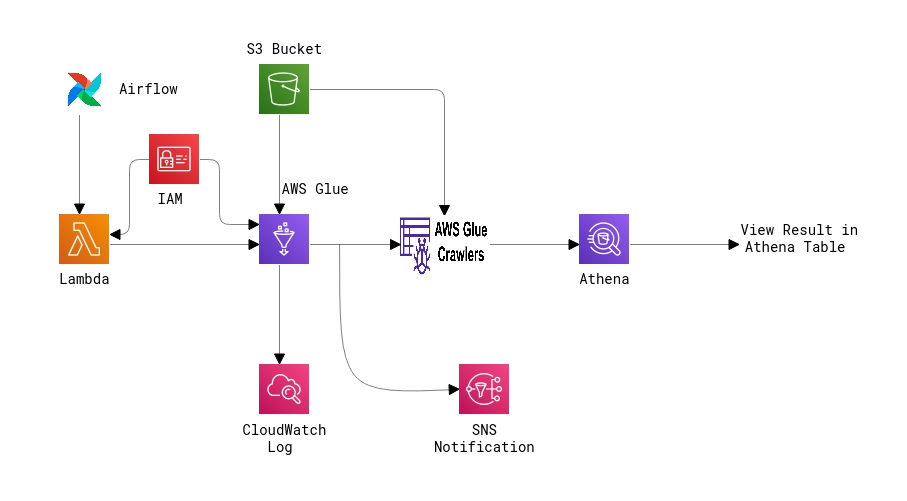 S3 Bucket
Airflow
IAM
AWS Glue
Lambda
AWS Glue
Crawlers
Athena
View Result in
Athena Table
CloudWatch
Log
SNS
Notification